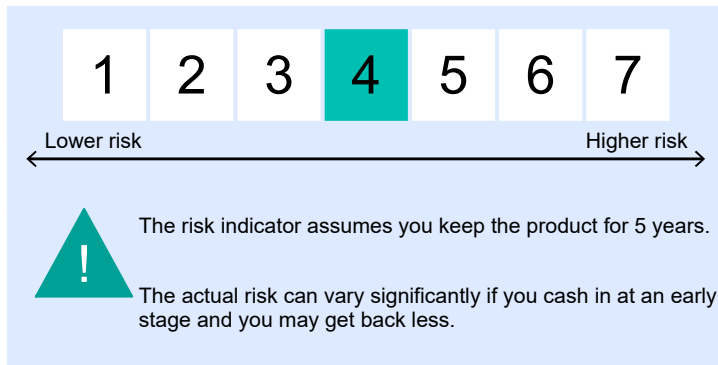 1 2 3 4 5 6 7
Lower risk Higher risk
!
The risk indicator assumes you keep the product for 5 years.
The actual risk can vary significantly if you cash in at an early
stage and you may get back less.